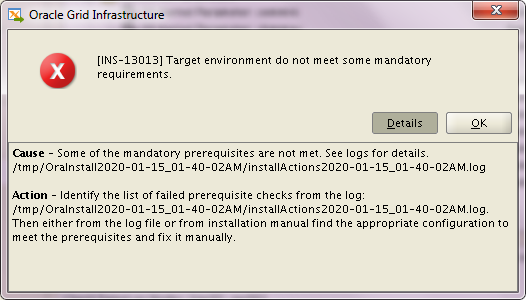 Oracle Grid Infrastructure
[INS-13013] Target environment do not meet some mandatory
requirements.
Details
OK
Cause - Some of the mandatory prerequisites are not met. See logs for details.
/tmp/OraInstall2020-01-15_01-40-02AM/installActions2020-01-15_01-40-02AM.log
Action - Identify the list of failed prerequisite checks from the log:
/tmp/OraInstall2020-01-15_01-40-02AM/installActions2020-01-15_01-40-02AM.log.
Then either from the log file or from installation manual find the appropriate configuration to
meet the prerequisites and fix it manually.